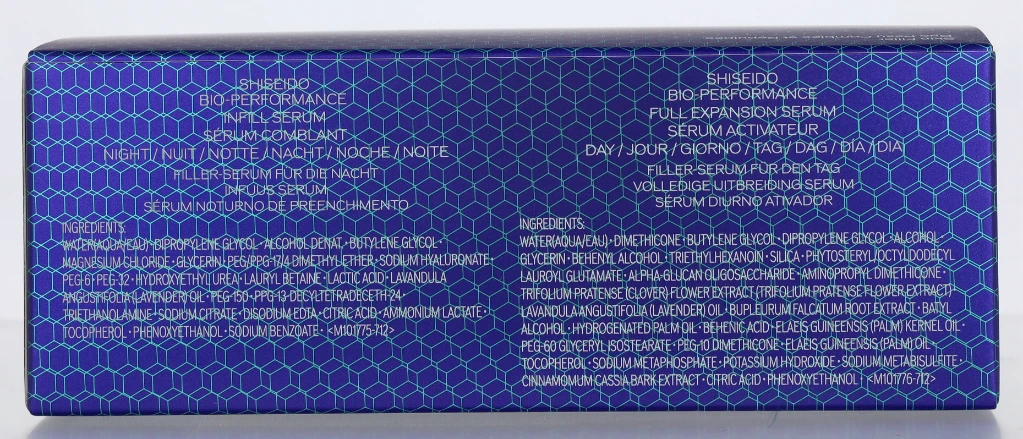 SHISEIDO
BIO-PERFORMANCE
INFILL SERUM
SÉRUM COMBLANT
NIGHT / NUIT / NOTTE / NACHT / NOCHE / NOITE
FILLER-SERUM FÜR DIE NACHT
INFUUS SERUM
SÉRUM NOTURNO DE PREENCHIMENTO
INGREDIENTS:
WATER(AQUA/EAU)・DIPROPYLENE GLYCOL・ALCOHOL DENAT.・BUTYLENE GLYCOL・
MAGNESIUM CHLORIDE・GLYCERIN・PEG/PPG-17/4 DIMETHYL ETHER・SODIUM HYALURONATE・
PEG-6・PEG-32・HYDROXYETHYL UREA・LAURYL BETAINE・LACTIC ACID・LAVANDULA
ANGUSTIFOLIA (LAVENDER) OIL・PEG-150・PPG-13-DECYLTETRADECETH-24・
TRIETHANOLAMINE・SODIUM CITRATE・DISODIUM EDTA・CITRIC ACID・AMMONIUM LACTATE・
TOCOPHEROL・PHENOXYETHANOL・SODIUM BENZOATE・<M101775-712>
SHISEIDO
BIO-PERFORMANCE
FULL EXPANSION SERUM
SÉRUM ACTIVATEUR
DAY / JOUR / GIORNO / TAG / DAG / DÍA / DIA
FILLER-SERUM FÜR DEN TAG
VOLLEDIGE UITBREIDING SERUM
SÉRUM DIURNO ATIVADOR
INGREDIENTS:
WATER(AQUA/EAU)・DIMETHICONE・BUTYLENE GLYCOL・DIPROPYLENE GLYCOL・ALCOHOL
GLYCERIN・BEHENYL ALCOHOL・TRIETHYLHEXANOIN・SILICA・PHYTOSTERYL/OCTYLDODECYL
LAUROYL GLUTAMATE・ALPHA-GLUCAN OLIGOSACCHARIDE・AMINOPROPYL DIMETHICONE・
TRIFOLIUM PRATENSE (CLOVER) FLOWER EXTRACT (TRIFOLIUM PRATENSE FLOWER EXTRACT)・
LAVANDULA ANGUSTIFOLIA (LAVENDER) OIL・BUPLEURUM FALCATUM ROOT EXTRACT・BATYL
ALCOHOL・HYDROGENATED PALM OIL・BEHENIC ACID・ELAEIS GUINEENSIS (PALM) KERNEL OIL・
PEG-60 GLYCERYL ISOSTEARATE・PEG-10 DIMETHICONE・ELAEIS GUINEENSIS (PALM) OIL・
TOCOPHEROL・SODIUM METAPHOSPHATE・POTASSIUM HYDROXIDE・SODIUM METABISULFITE・
CINNAMOMUM CASSIA BARK EXTRACT・CITRIC ACID・PHENOXYETHANOL・<M101776-712>